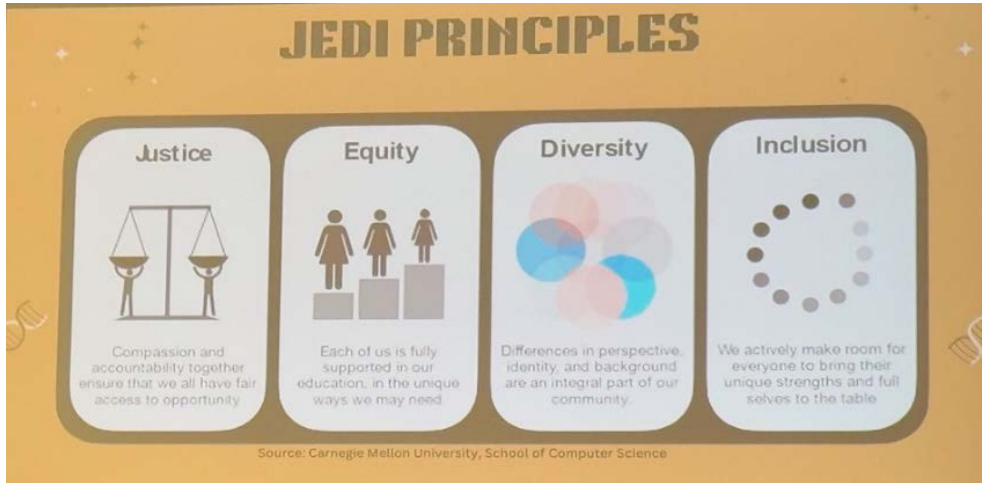 JEDI PRINCIPLES
Justice
Compassion and
accountability together
ensure that we all have fair
access to opportunity
Equity
Each of us is fully
supported in our
education, in the unique
ways we may need.
Diversity
Differences in perspective,
identity, and background
are an integral part of our
community.
Inclusion
We actively make room for
everyone to bring their
unique strengths and full
selves to the table
Source: Carnegie Mellon University, School of Computer Science